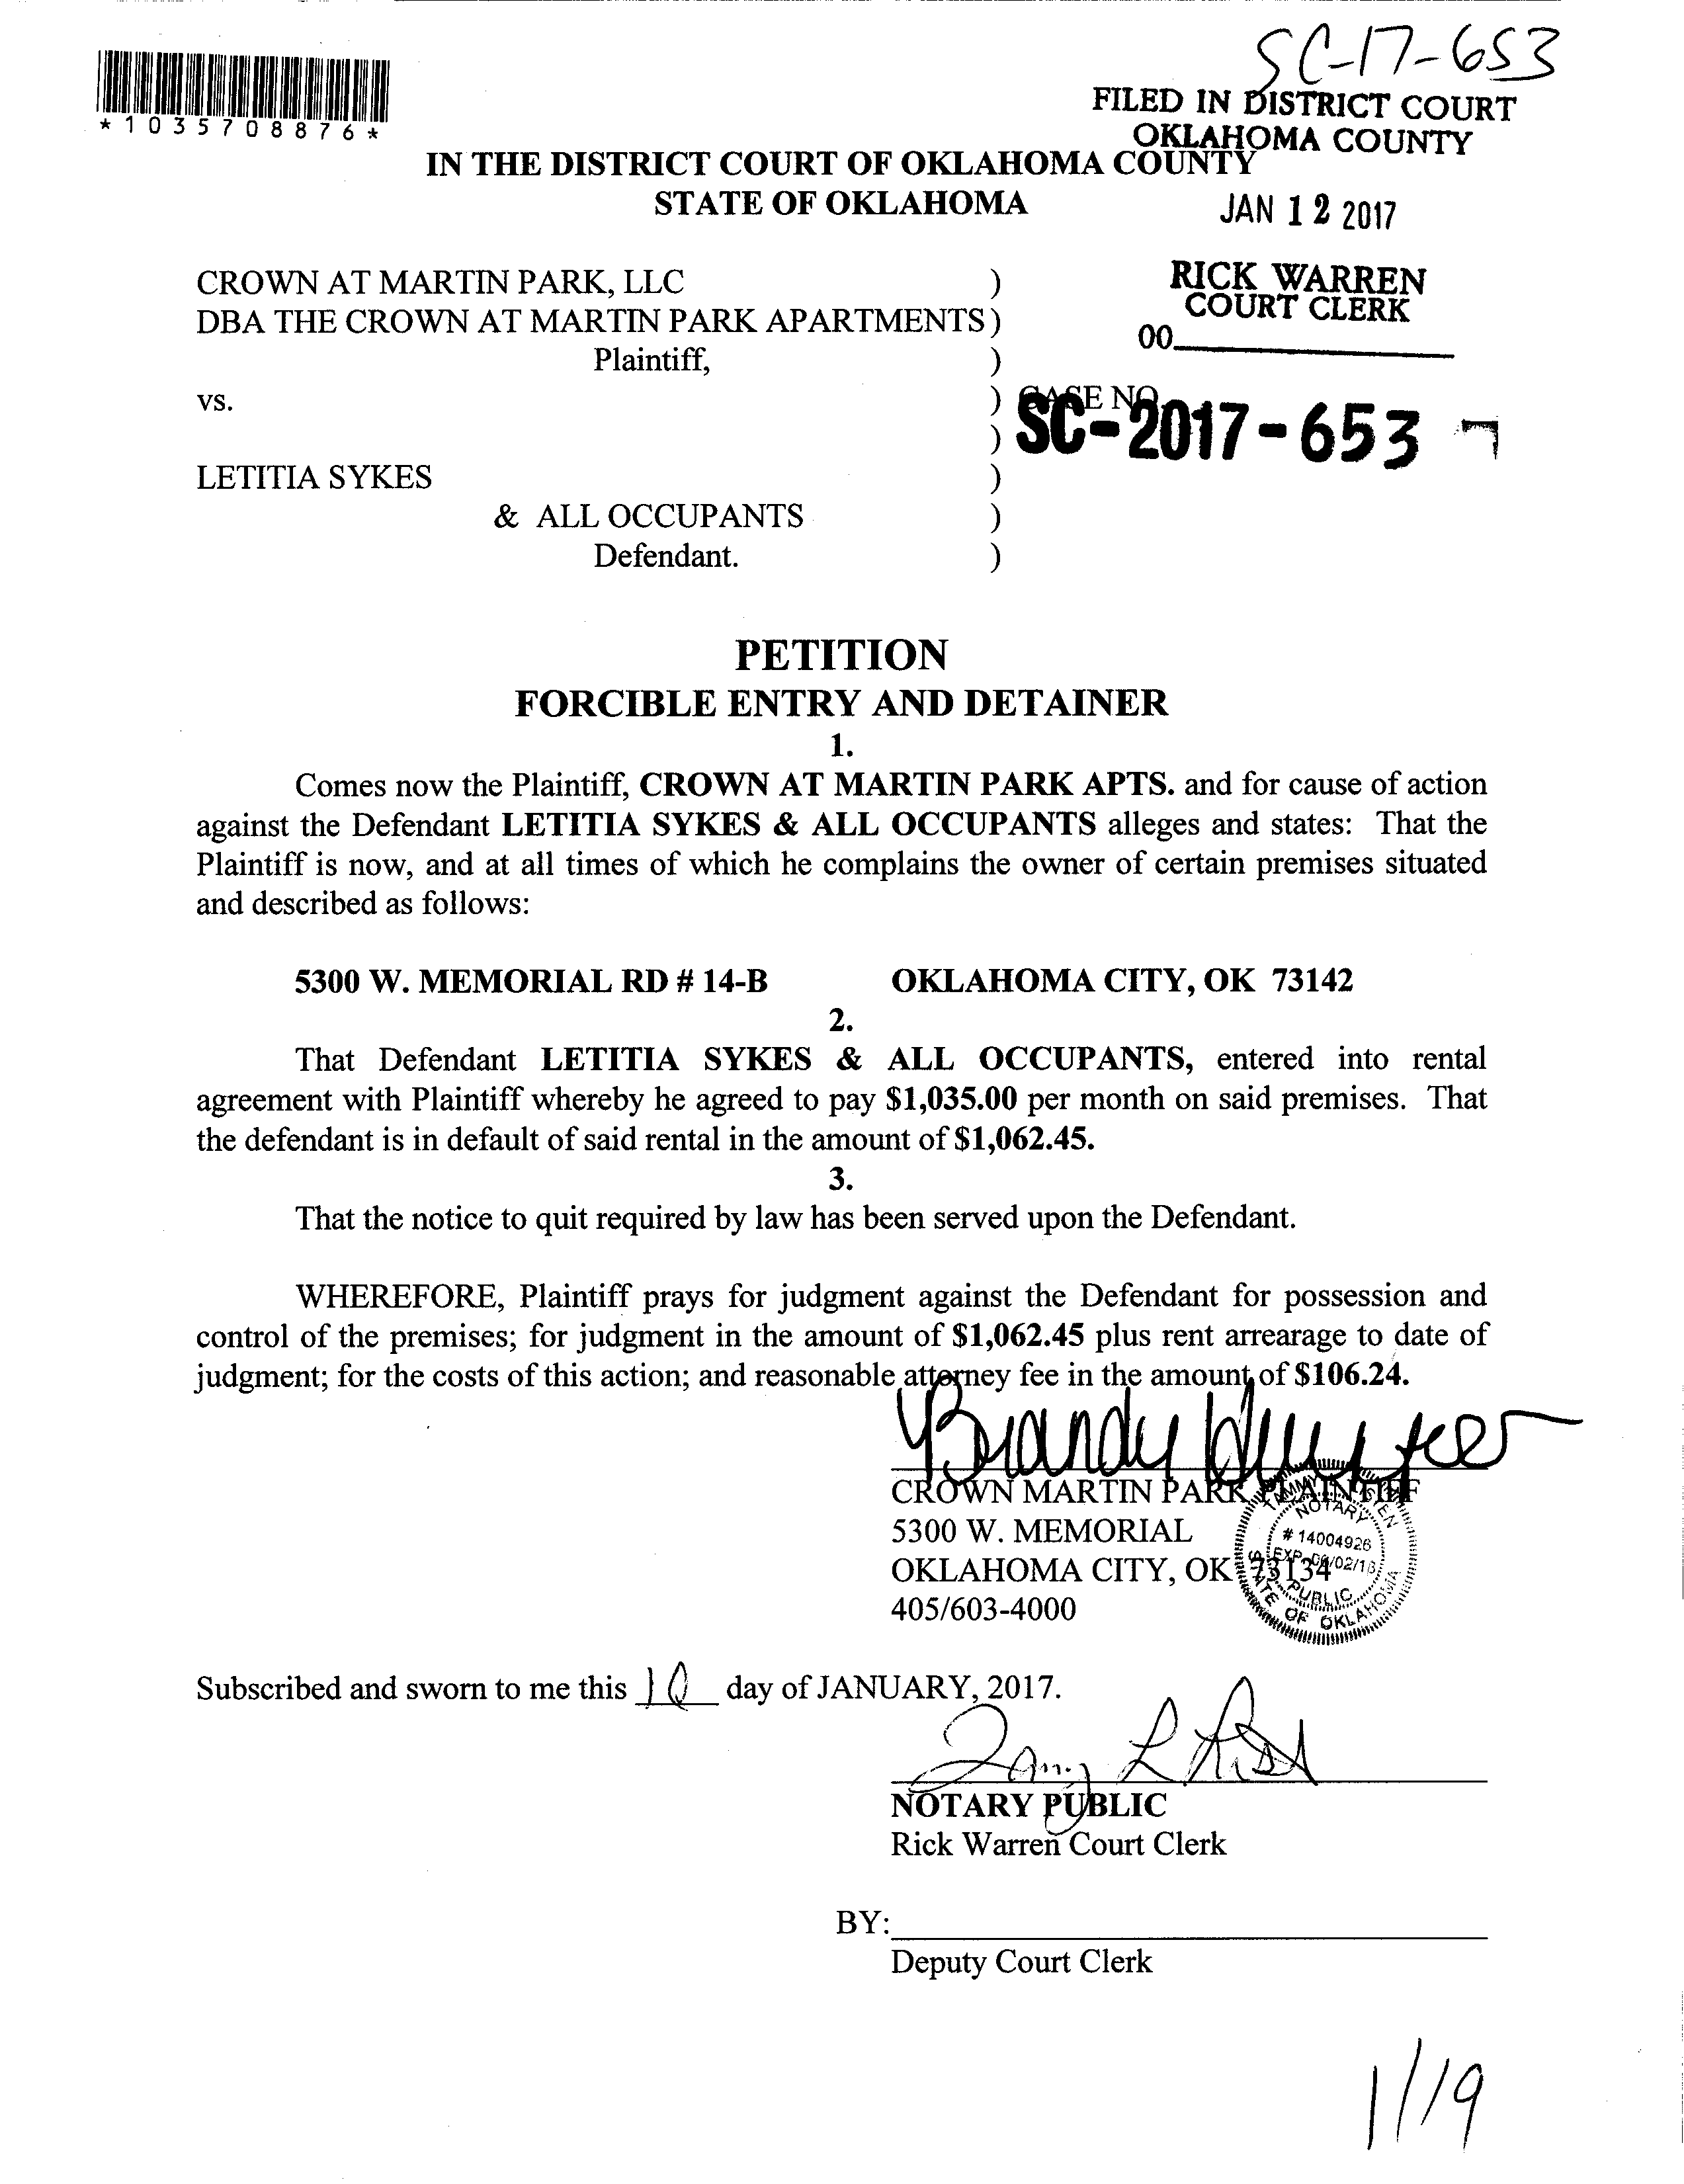 SC-17-653
*1035708876*
FILED IN DISTRICT COURT
OKLAHOMA COUNTY
IN THE DISTRICT COURT OF OKLAHOMA COUNTY
STATE OF OKLAHOMA
JAN 12 2017
CROWN AT MARTIN PARK, LLC )
RICK WARREN
COURT CLERK
DBA THE CROWN AT MARTIN PARK APARTMENTS )
00
Plaintiff, )
vs. ) CASE NO.
) SC-2017-653
LETITIA SYKES )
& ALL OCCUPANTS )
Defendant. )
PETITION
FORCIBLE ENTRY AND DETAINER
1.
Comes now the Plaintiff, CROWN AT MARTIN PARK APTS. and for cause of action
against the Defendant LETITIA SYKES & ALL OCCUPANTS alleges and states: That the
Plaintiff is now, and at all times of which he complains the owner of certain premises situated
and described as follows:
5300 W. MEMORIAL RD # 14-B OKLAHOMA CITY, OK 73142
2.
That Defendant LETITIA SYKES & ALL OCCUPANTS, entered into rental
agreement with Plaintiff whereby he agreed to pay $1,035.00 per month on said premises. That
the defendant is in default of said rental in the amount of $1,062.45.
3.
That the notice to quit required by law has been served upon the Defendant.
WHEREFORE, Plaintiff prays for judgment against the Defendant for possession and
control of the premises; for judgment in the amount of $1,062.45 plus rent arrearage to date of
judgment; for the costs of this action; and reasonable attorney fee in the amount of $106.24.
Brandy
CROWN MARTIN PARK PLAINTIFF
5300 W. MEMORIAL
OKLAHOMA CITY, OK 73134
405/603-4000
TAMMY
NOTARY
# 14004926
EXP.
PUBLIC
STATE OF OKLAHOMA
Subscribed and sworn to me this 10 day of JANUARY, 2017.
NOTARY PUBLIC
Rick Warren Court Clerk
BY:
Deputy Court Clerk
1/19